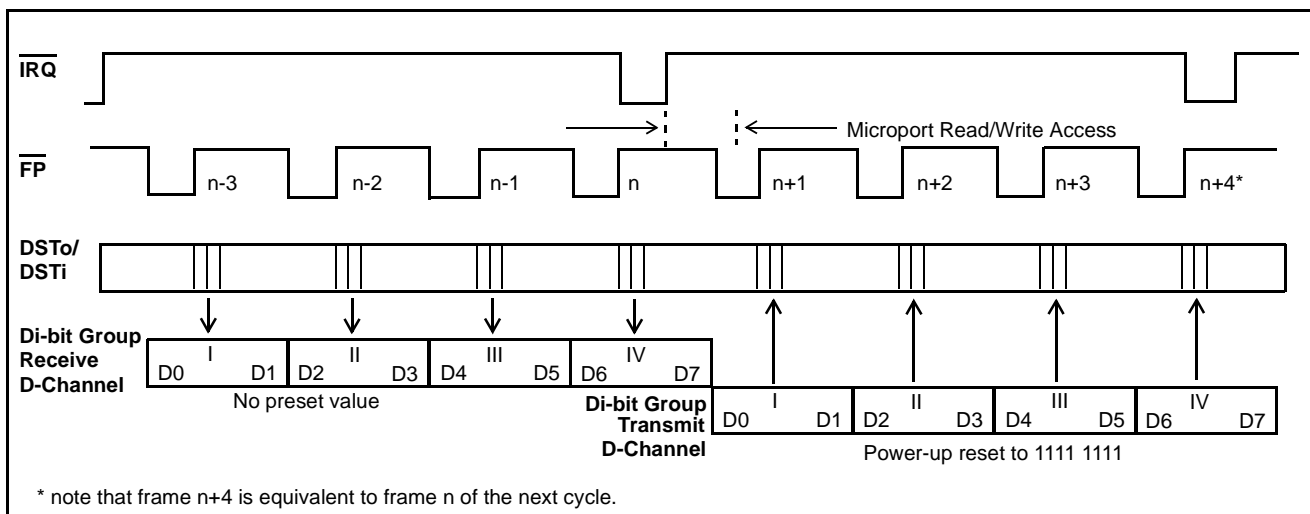 IRQ
Microport Read/Write Access
FP
n-3 n-2 n-1 n n+1 n+2 n+3 n+4*
DSTo/
DSTi
Di-bit Group
Receive
D-Channel
I II III IV
D0 D1 D2 D3 D4 D5 D6 D7
No preset value
Di-bit Group
Transmit
D-Channel
I II III IV
D0 D1 D2 D3 D4 D5 D6 D7
Power-up reset to 1111 1111
* note that frame n+4 is equivalent to frame n of the next cycle.